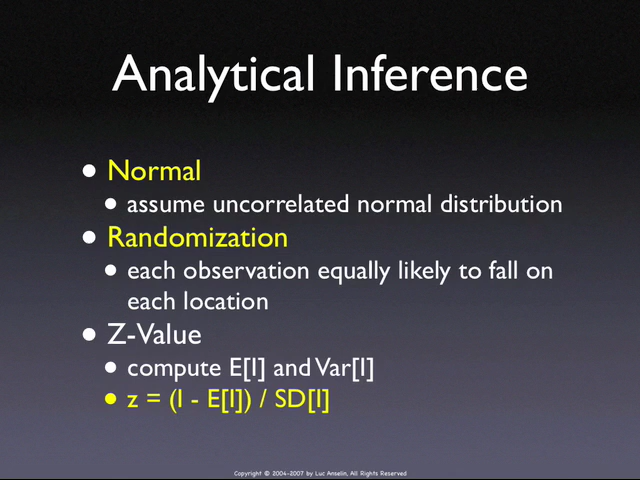 Analytical Inference
• Normal
• assume uncorrelated normal distribution
• Randomization
• each observation equally likely to fall on
each location
• Z-Value
• compute E[I] and Var[I]
• z = (I - E[I]) / SD[I]
Copyright © 2004-2007 by Luc Anselin, All Rights Reserved